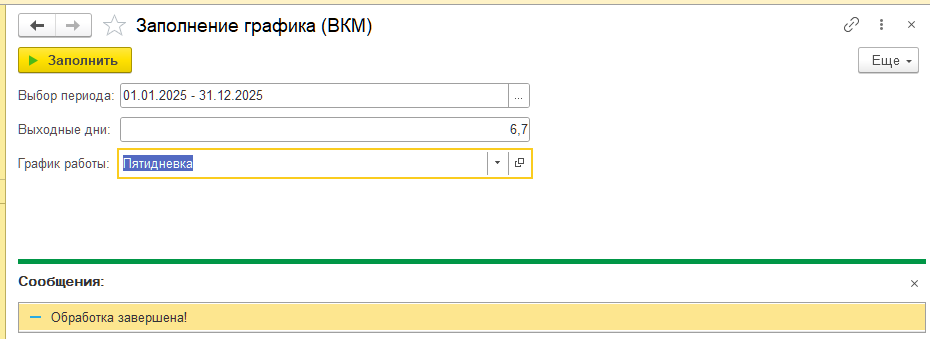 Заполнение графика (ВКМ)
Заполнить
Еще
Выбор периода: 01.01.2025 - 31.12.2025 ...
Выходные дни: 6,7
График работы: Пятидневка
Сообщения:
Обработка завершена!